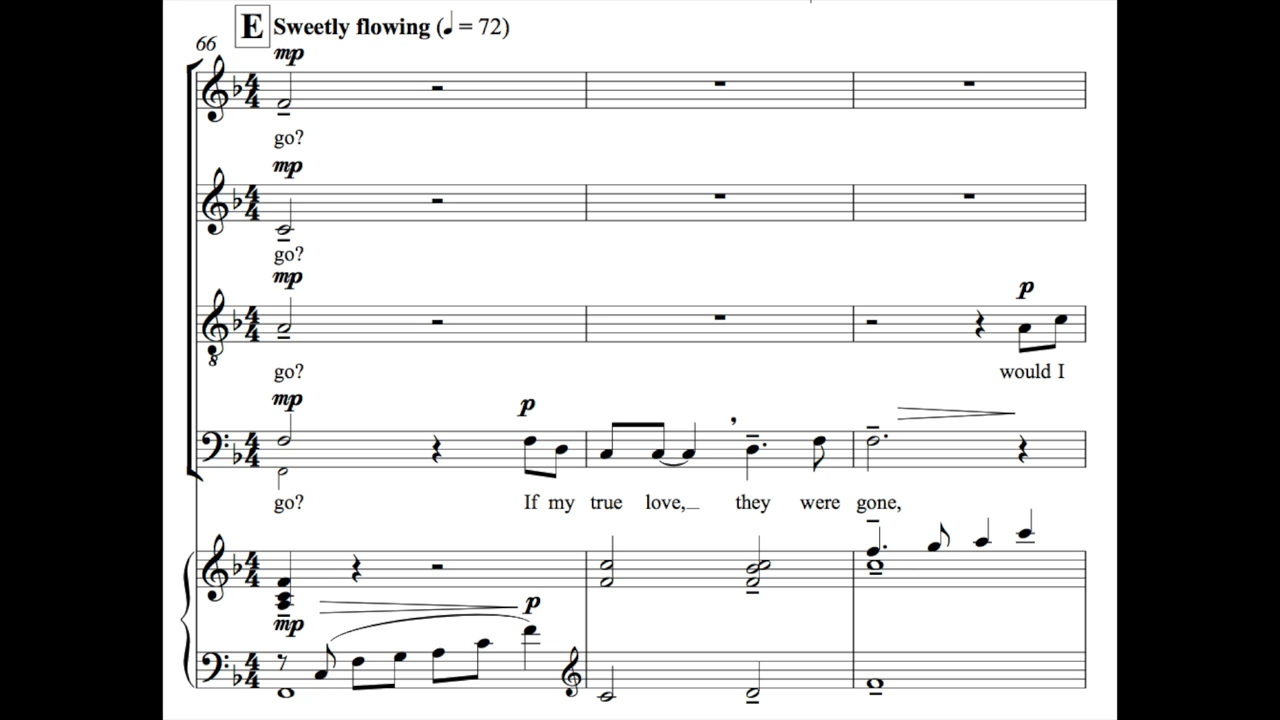 E Sweetly flowing (♩ = 72)
66
mp
go?
mp
go?
mp
p
go? would I
mp
p
go? If my true love, they were gone,
mp
p